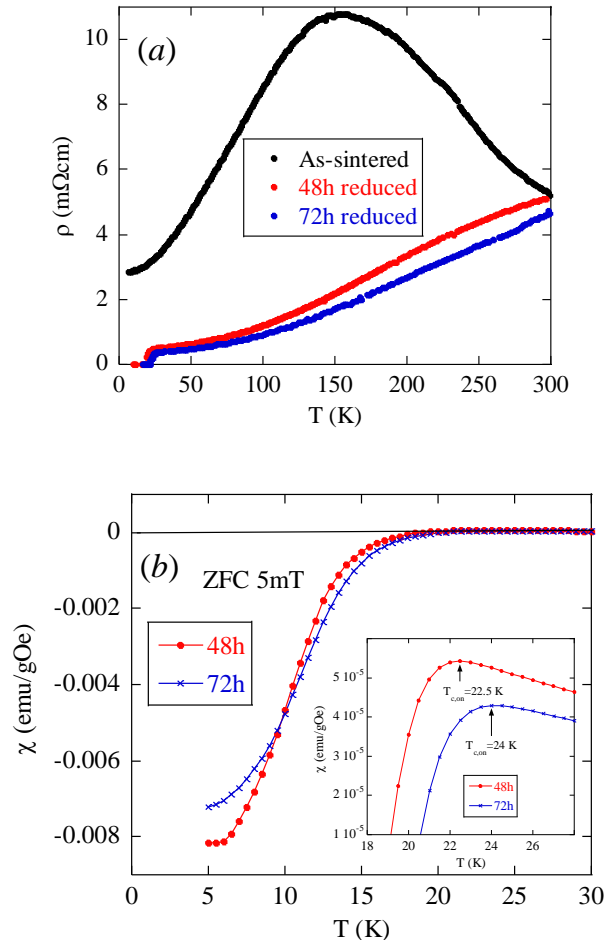 10
(a)
8
ρ (mΩcm)
6
As-sintered
48h reduced
72h reduced
4
2
0
0 50 100 150 200 250 300
T (K)
0
(b)
ZFC 5mT
-0.002
48h
72h
χ (emu/gOe)
-0.004
-0.006
-0.008
5 10⁻⁵
4 10⁻⁵
3 10⁻⁵
2 10⁻⁵
1 10⁻⁵
χ (emu/gOe)
T_c,on=22.5 K
T_c,on=24 K
48h
72h
18 20 22 24 26
T (K)
0 5 10 15 20 25 30
T (K)